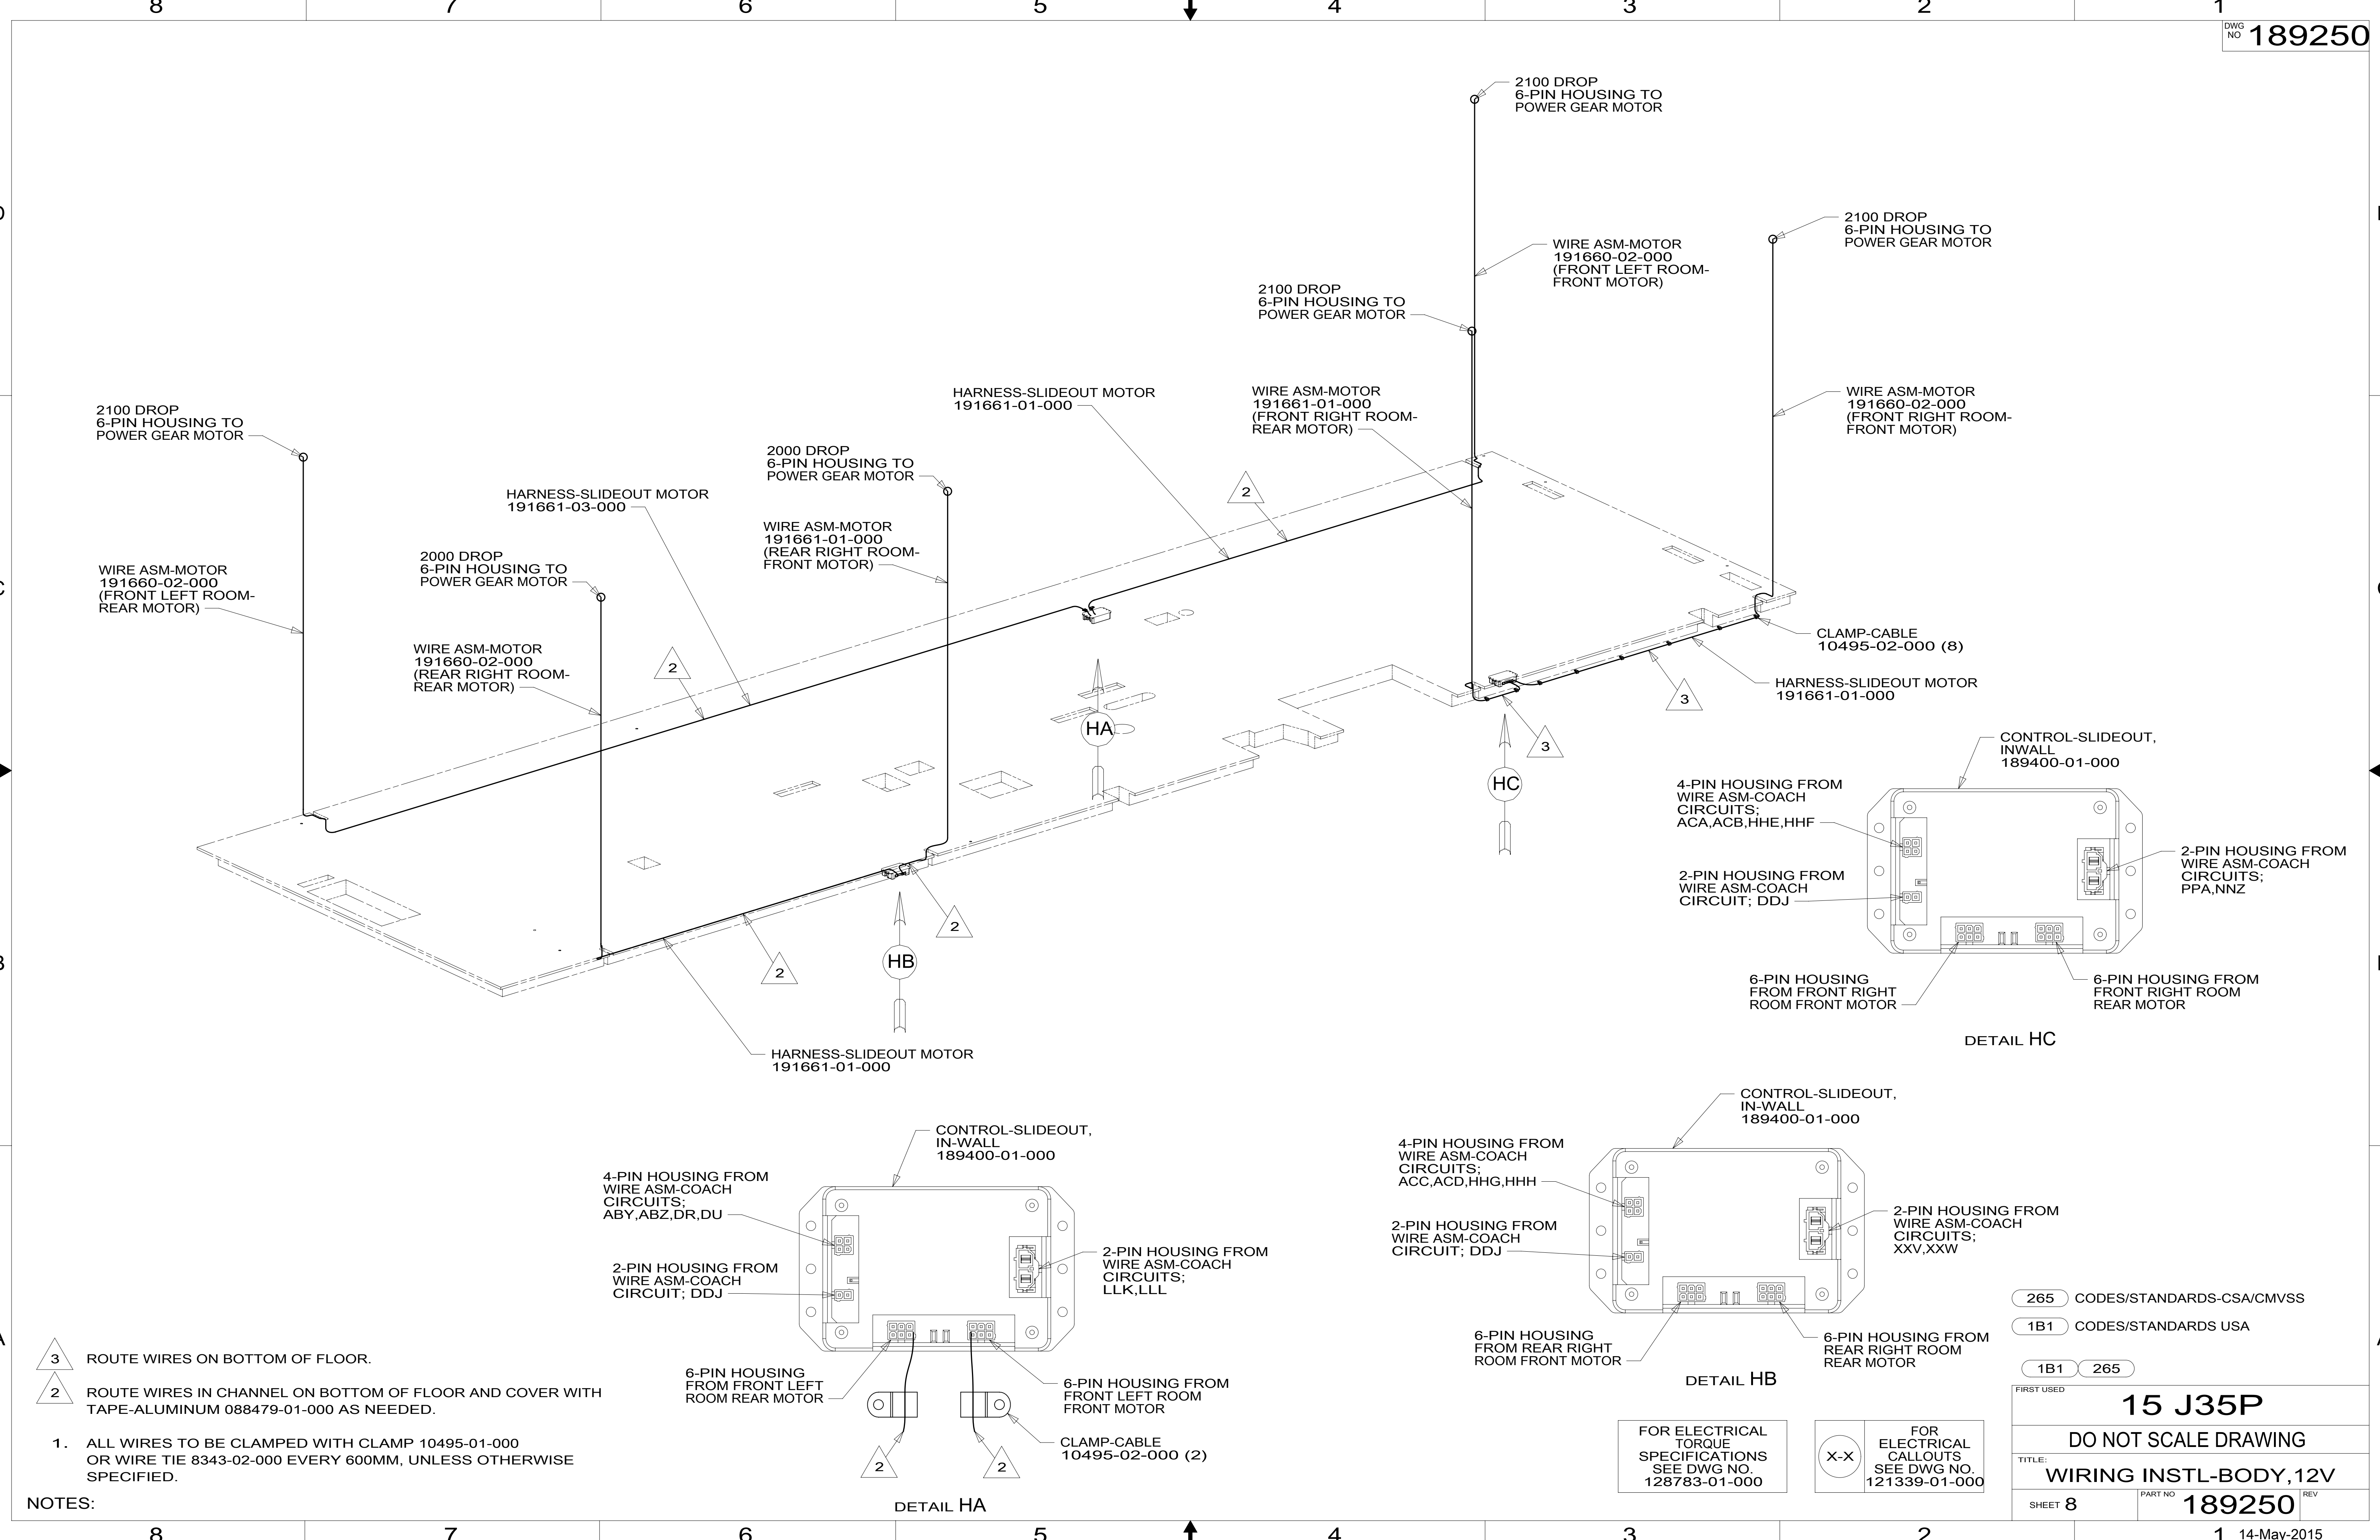 8 7 6 5 4 3 2 1
DWG
NO 189250
2100 DROP
6-PIN HOUSING TO
POWER GEAR MOTOR
2100 DROP
6-PIN HOUSING TO
POWER GEAR MOTOR
WIRE ASM-MOTOR
191660-02-000
(FRONT LEFT ROOM-
FRONT MOTOR)
2100 DROP
6-PIN HOUSING TO
POWER GEAR MOTOR
HARNESS-SLIDEOUT MOTOR
191661-01-000
WIRE ASM-MOTOR
191661-01-000
(FRONT RIGHT ROOM-
REAR MOTOR)
WIRE ASM-MOTOR
191660-02-000
(FRONT RIGHT ROOM-
FRONT MOTOR)
2100 DROP
6-PIN HOUSING TO
POWER GEAR MOTOR
2000 DROP
6-PIN HOUSING TO
POWER GEAR MOTOR
HARNESS-SLIDEOUT MOTOR
191661-03-000
2
WIRE ASM-MOTOR
191661-01-000
(REAR RIGHT ROOM-
FRONT MOTOR)
2000 DROP
6-PIN HOUSING TO
POWER GEAR MOTOR
WIRE ASM-MOTOR
191660-02-000
(FRONT LEFT ROOM-
REAR MOTOR)
WIRE ASM-MOTOR
191660-02-000
(REAR RIGHT ROOM-
REAR MOTOR)
2
CLAMP-CABLE
10495-02-000 (8)
HARNESS-SLIDEOUT MOTOR
191661-01-000
3
3
HA
HC
HB
2
2
HARNESS-SLIDEOUT MOTOR
191661-01-000
CONTROL-SLIDEOUT,
INWALL
189400-01-000
4-PIN HOUSING FROM
WIRE ASM-COACH
CIRCUITS;
ACA,ACB,HHE,HHF
2-PIN HOUSING FROM
WIRE ASM-COACH
CIRCUIT; DDJ
2-PIN HOUSING FROM
WIRE ASM-COACH
CIRCUITS;
PPA,NNZ
6-PIN HOUSING
FROM FRONT RIGHT
ROOM FRONT MOTOR
6-PIN HOUSING FROM
FRONT RIGHT ROOM
REAR MOTOR
DETAIL HC
CONTROL-SLIDEOUT,
IN-WALL
189400-01-000
4-PIN HOUSING FROM
WIRE ASM-COACH
CIRCUITS;
ABY,ABZ,DR,DU
2-PIN HOUSING FROM
WIRE ASM-COACH
CIRCUIT; DDJ
2-PIN HOUSING FROM
WIRE ASM-COACH
CIRCUITS;
LLK,LLL
6-PIN HOUSING
FROM FRONT LEFT
ROOM REAR MOTOR
6-PIN HOUSING FROM
FRONT LEFT ROOM
FRONT MOTOR
CLAMP-CABLE
10495-02-000 (2)
2
2
DETAIL HA
CONTROL-SLIDEOUT,
IN-WALL
189400-01-000
4-PIN HOUSING FROM
WIRE ASM-COACH
CIRCUITS;
ACC,ACD,HHG,HHH
2-PIN HOUSING FROM
WIRE ASM-COACH
CIRCUIT; DDJ
2-PIN HOUSING FROM
WIRE ASM-COACH
CIRCUITS;
XXV,XXW
6-PIN HOUSING
FROM REAR RIGHT
ROOM FRONT MOTOR
6-PIN HOUSING FROM
REAR RIGHT ROOM
REAR MOTOR
DETAIL HB
3 ROUTE WIRES ON BOTTOM OF FLOOR.
2 ROUTE WIRES IN CHANNEL ON BOTTOM OF FLOOR AND COVER WITH
TAPE-ALUMINUM 088479-01-000 AS NEEDED.
1. ALL WIRES TO BE CLAMPED WITH CLAMP 10495-01-000
OR WIRE TIE 8343-02-000 EVERY 600MM, UNLESS OTHERWISE
SPECIFIED.
NOTES:
FOR ELECTRICAL
TORQUE
SPECIFICATIONS
SEE DWG NO.
128783-01-000
X-X
FOR
ELECTRICAL
CALLOUTS
SEE DWG NO.
121339-01-000
265 CODES/STANDARDS-CSA/CMVSS
1B1 CODES/STANDARDS USA
1B1 265
FIRST USED
15 J35P
DO NOT SCALE DRAWING
TITLE:
WIRING INSTL-BODY,12V
SHEET 8 PART NO 189250 REV
8 7 6 5 4 3 2 1
14-May-2015